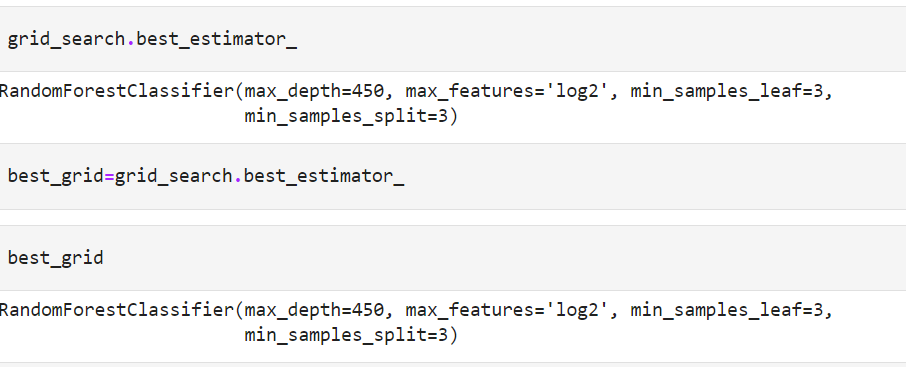 grid_search.best_estimator_
RandomForestClassifier(max_depth=450, max_features='log2', min_samples_leaf=3,
min_samples_split=3)
best_grid=grid_search.best_estimator_
best_grid
RandomForestClassifier(max_depth=450, max_features='log2', min_samples_leaf=3,
min_samples_split=3)